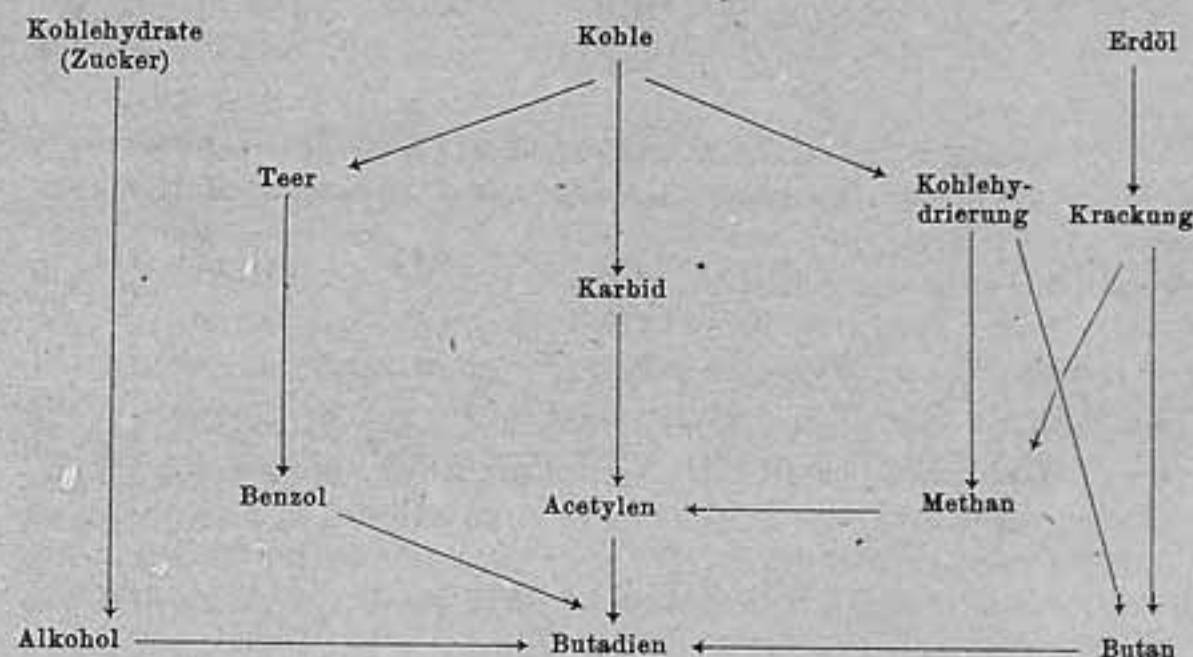 Kohlehydrate
(Zucker)
Kohle
Erdöl
Teer
Kohlehy-
drierung
Krackung
Karbid
Benzol
Acetylen
Methan
Alkohol
Butadien
Butan